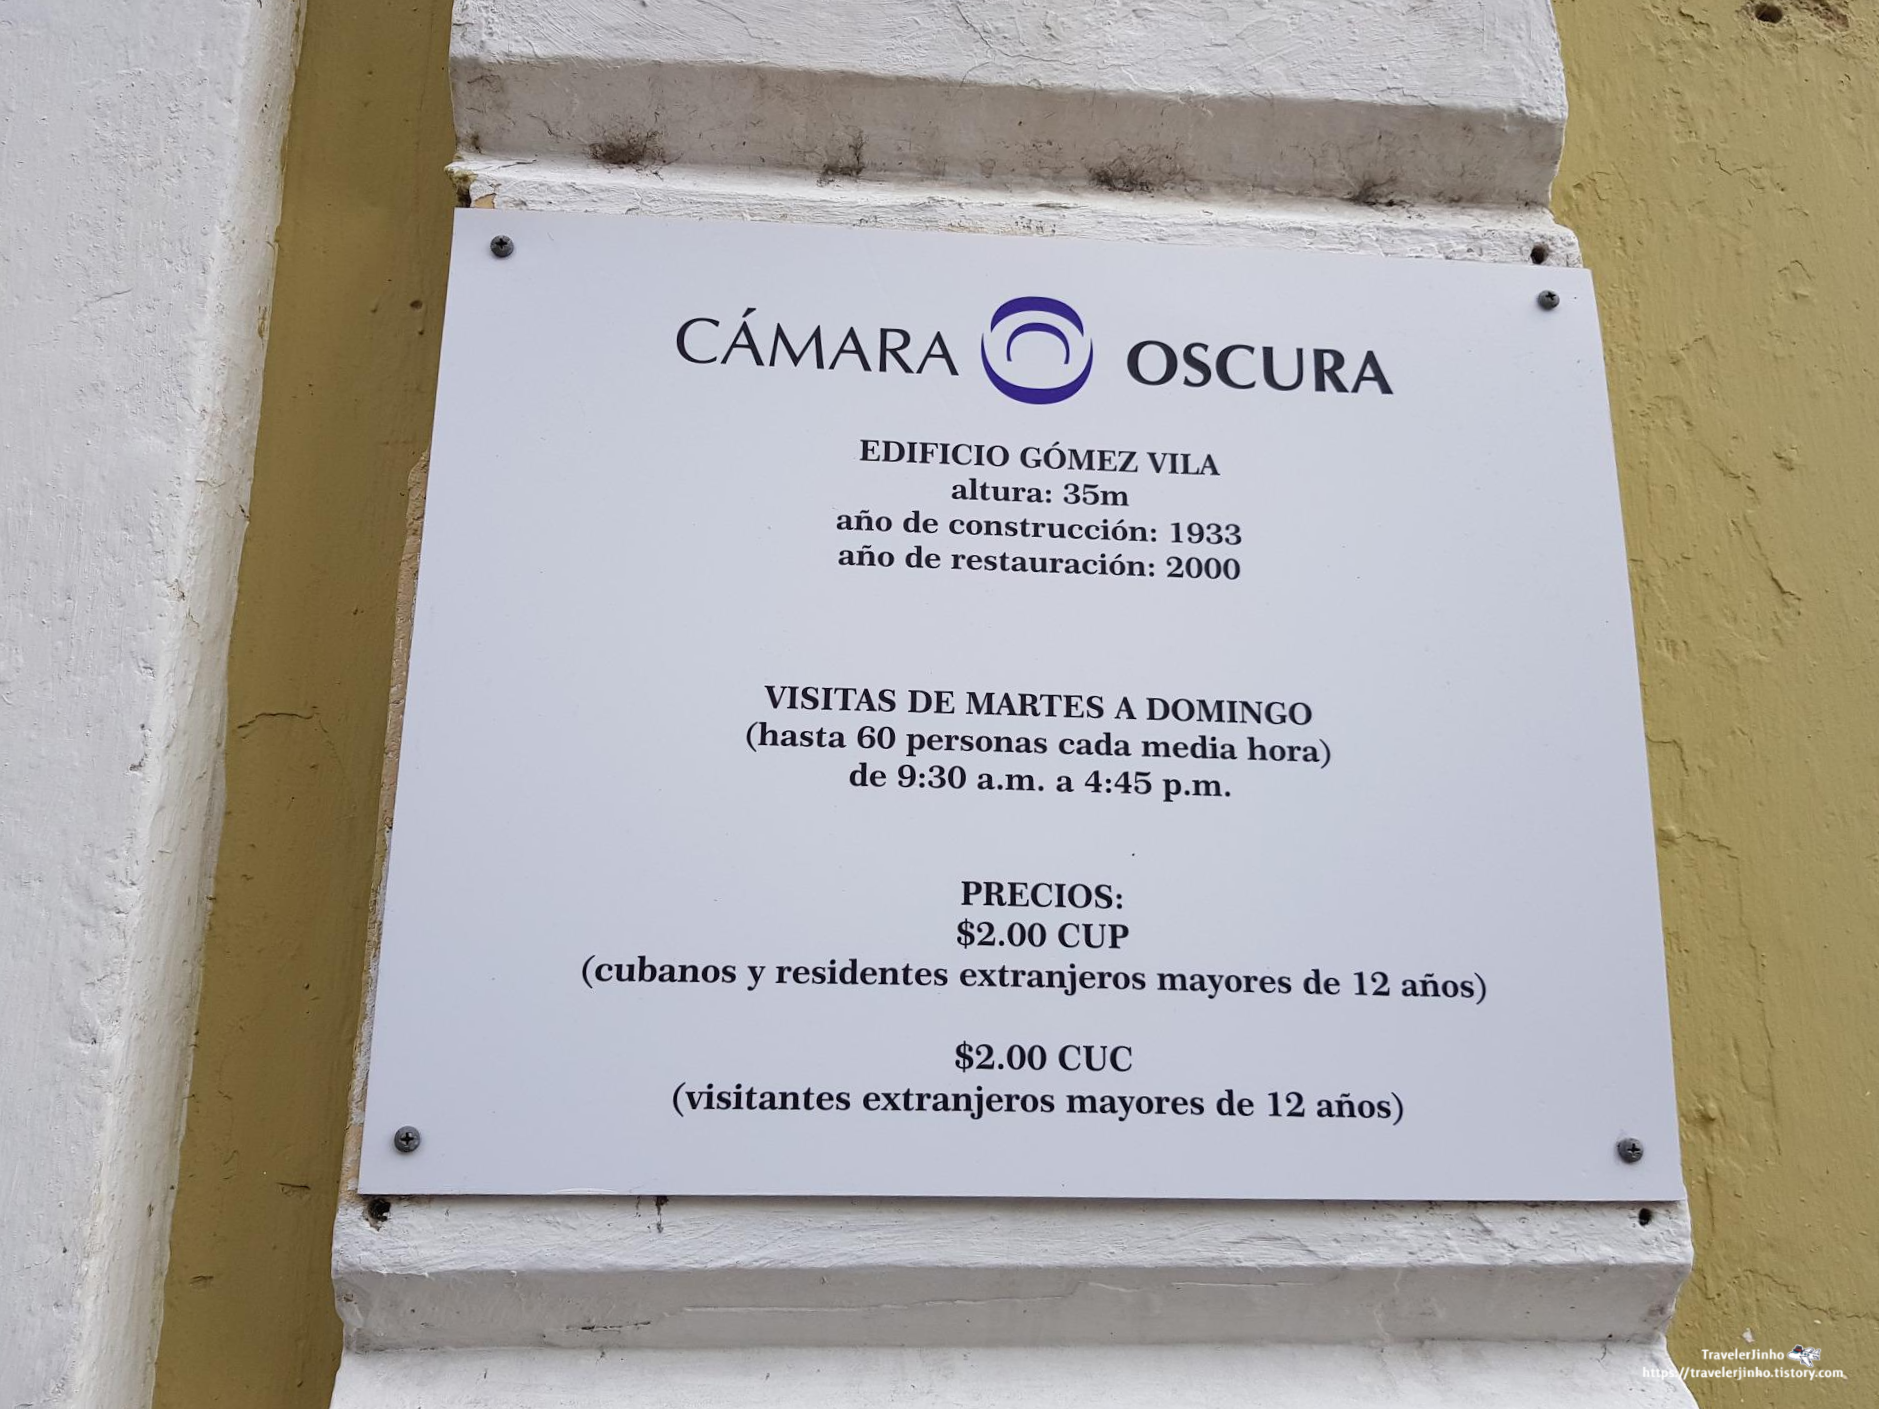 CÁMARA OSCURA
EDIFICIO GÓMEZ VILA
altura: 35m
año de construcción: 1933
año de restauración: 2000
VISITAS DE MARTES A DOMINGO
(hasta 60 personas cada media hora)
de 9:30 a.m. a 4:45 p.m.
PRECIOS:
$2.00 CUP
(cubanos y residentes extranjeros mayores de 12 años)
$2.00 CUC
(visitantes extranjeros mayores de 12 años)
TravelerJinho
https://travelerjinho.tistory.com